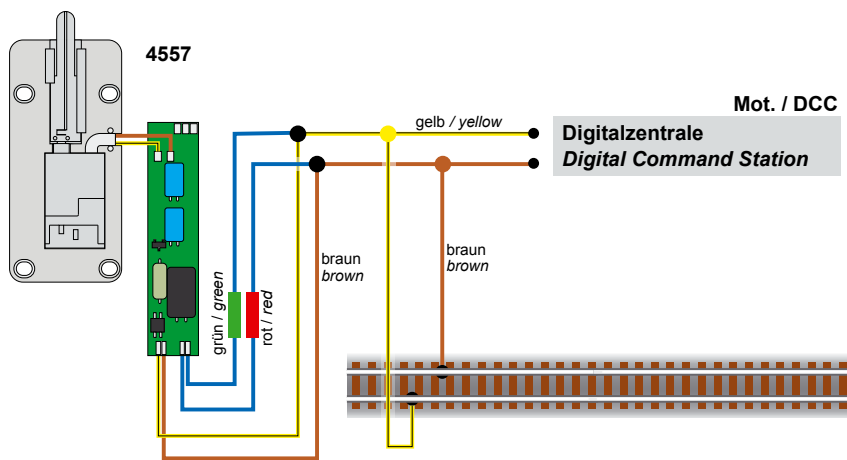 4557
Mot. / DCC
gelb / yellow
Digitalzentrale
Digital Command Station
braun
brown
braun
brown
grün / green
rot / red